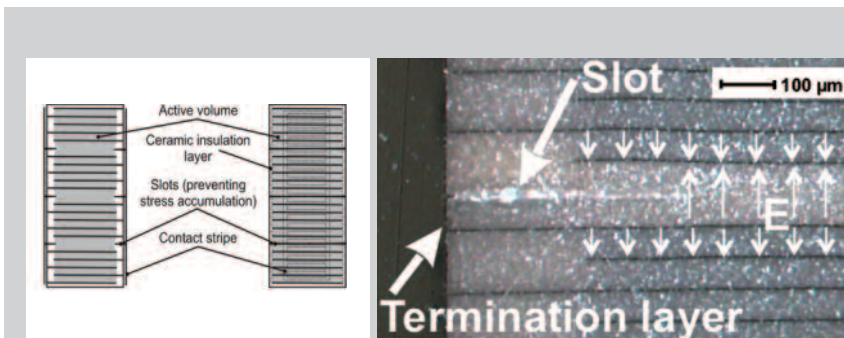 Active volume
Ceramic insulation
layer
Slots (preventing
stress accumulation)
Contact stripe
Slot
100 µm
E
Termination layer